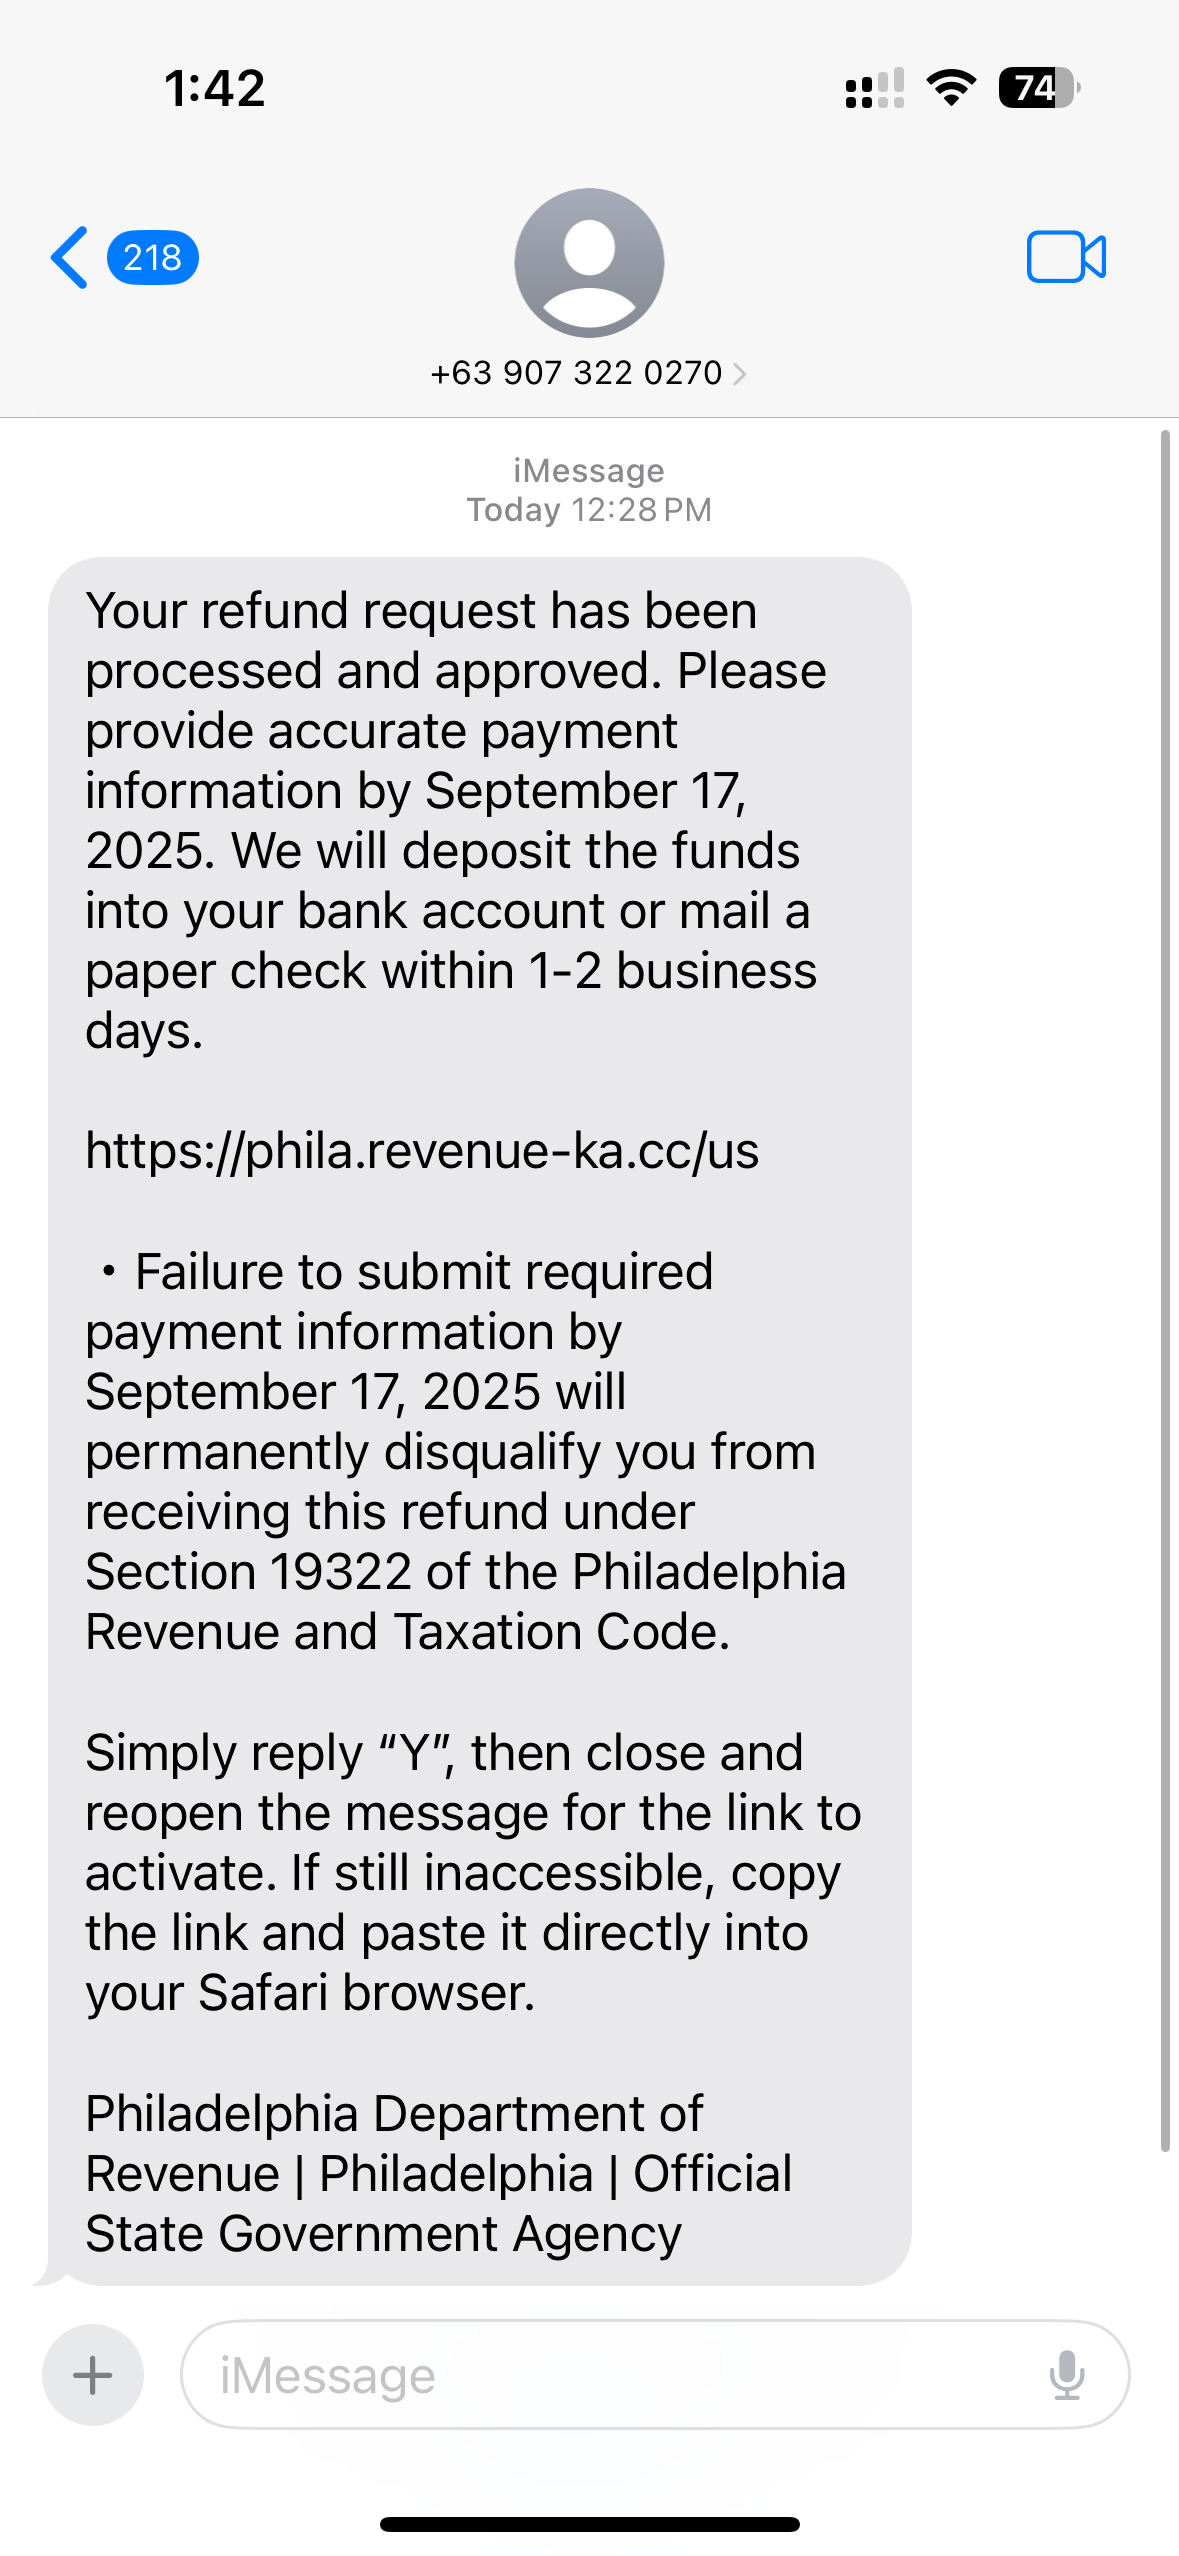 1:42
74
218
+63 907 322 0270
iMessage
Today 12:28 PM
Your refund request has been
processed and approved. Please
provide accurate payment
information by September 17,
2025. We will deposit the funds
into your bank account or mail a
paper check within 1-2 business
days.
https://phila.revenue-ka.cc/us
• Failure to submit required
payment information by
September 17, 2025 will
permanently disqualify you from
receiving this refund under
Section 19322 of the Philadelphia
Revenue and Taxation Code.
Simply reply “Y”, then close and
reopen the message for the link to
activate. If still inaccessible, copy
the link and paste it directly into
your Safari browser.
Philadelphia Department of
Revenue | Philadelphia | Official
State Government Agency
iMessage